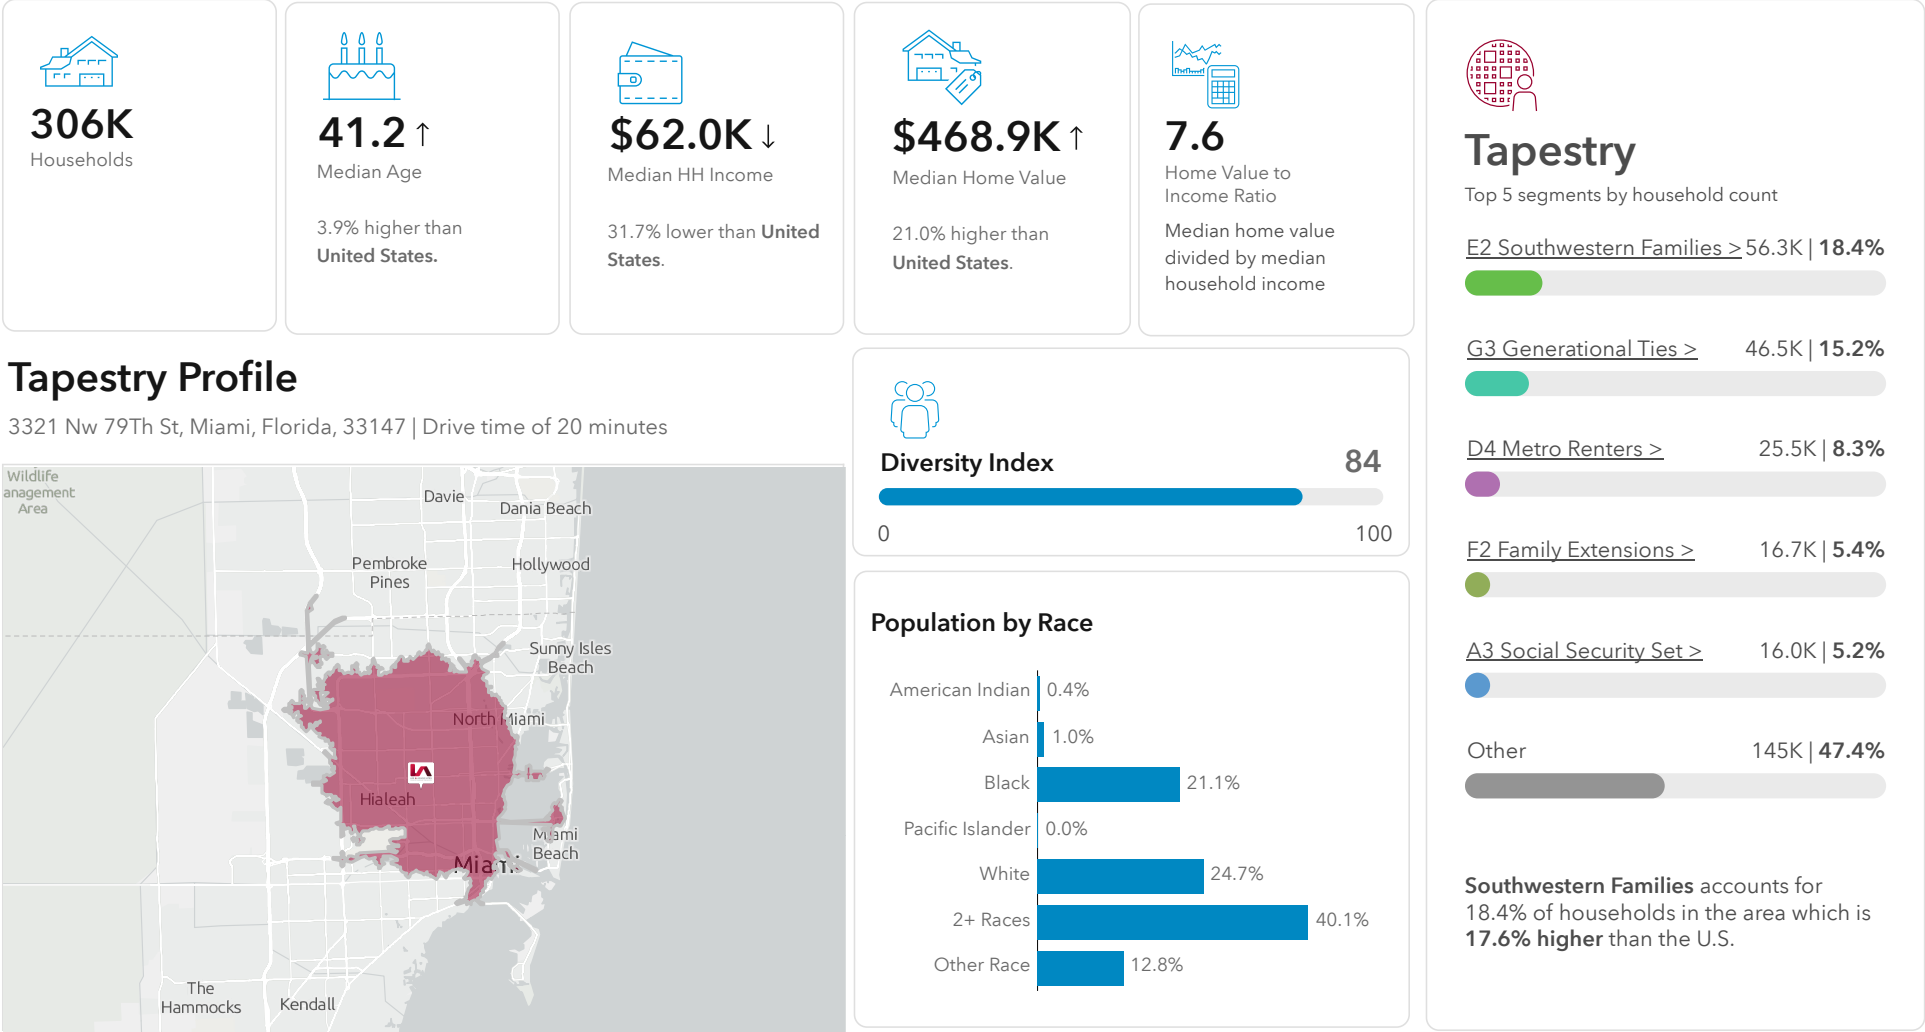 306K
Households
41.2 ↑
Median Age
3.9% higher than
United States.
$62.0K ↓
Median HH Income
31.7% lower than United
States.
$468.9K ↑
Median Home Value
21.0% higher than
United States.
7.6
Home Value to
Income Ratio
Median home value
divided by median
household income
Tapestry
Top 5 segments by household count
E2 Southwestern Families > 56.3K | 18.4%
G3 Generational Ties > 46.5K | 15.2%
D4 Metro Renters > 25.5K | 8.3%
F2 Family Extensions > 16.7K | 5.4%
A3 Social Security Set > 16.0K | 5.2%
Other 145K | 47.4%
Southwestern Families accounts for
18.4% of households in the area which is
17.6% higher than the U.S.
Tapestry Profile
3321 Nw 79Th St, Miami, Florida, 33147 | Drive time of 20 minutes
Wildlife
anagement
Area
Davie
Dania Beach
Pembroke
Pines
Hollywood
Sunny Isles
Beach
North Miami
Hialeah
Miami
Beach
Miami
The
Hammocks
Kendall
Diversity Index 84
0 100
Population by Race
American Indian 0.4%
Asian 1.0%
Black 21.1%
Pacific Islander 0.0%
White 24.7%
2+ Races 40.1%
Other Race 12.8%